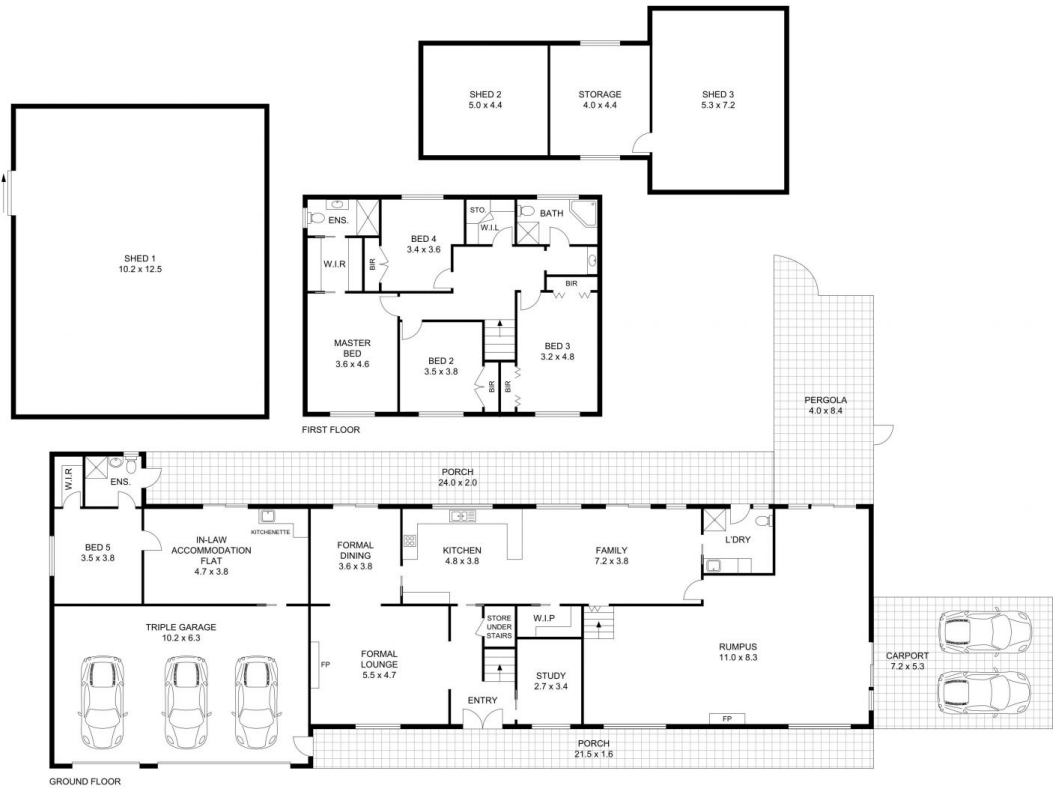 SHED 2
5.0 x 4.4
STORAGE
4.0 x 4.4
SHED 3
5.3 x 7.2
SHED 1
10.2 x 12.5
ENS.
W.I.R
BIR
BED 4
3.4 x 3.6
STO.
W.I.L
BATH
BIR
MASTER
BED
3.6 x 4.6
BED 2
3.5 x 3.8
BIR
BIR
BED 3
3.2 x 4.8
FIRST FLOOR
PERGOLA
4.0 x 8.4
PORCH
24.0 x 2.0
W.I.R
ENS.
BED 5
3.5 x 3.8
IN-LAW
ACCOMMODATION
FLAT
4.7 x 3.8
KITCHENETTE
FORMAL
DINING
3.6 x 3.8
KITCHEN
4.8 x 3.8
FAMILY
7.2 x 3.8
L'DRY
TRIPLE GARAGE
10.2 x 6.3
FP
FORMAL
LOUNGE
5.5 x 4.7
STORE
UNDER
STAIRS
W.I.P
ENTRY
STUDY
2.7 x 3.4
RUMPUS
11.0 x 8.3
FP
CARPORT
7.2 x 5.3
PORCH
21.5 x 1.6
GROUND FLOOR